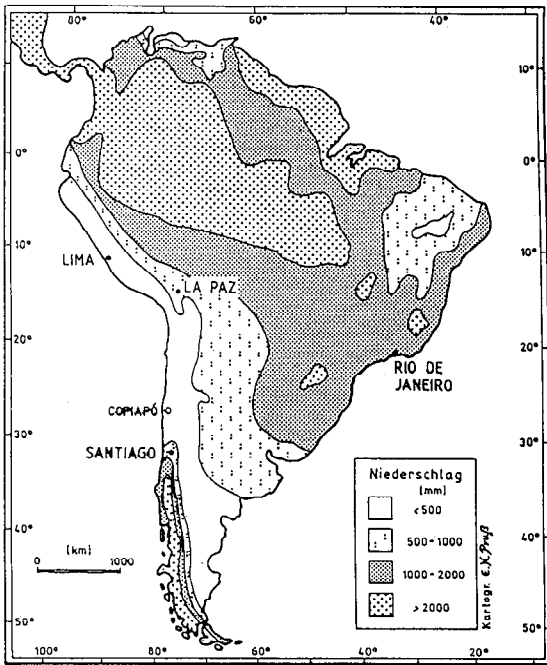 80° 60° 40°
10° 10°
0° 0°
10° 10°
LIMA
LA PAZ
20° 20°
RIO DE
JANEIRO
COPIAPÓ
30° 30°
SANTIAGO
Niederschlag
[mm]
<500
40° 40°
[km]
500-1000
0 1000
1000-2000
>2000
50° 50°
100° 80° 60° 40°
Kartogr. E.K. Pruß